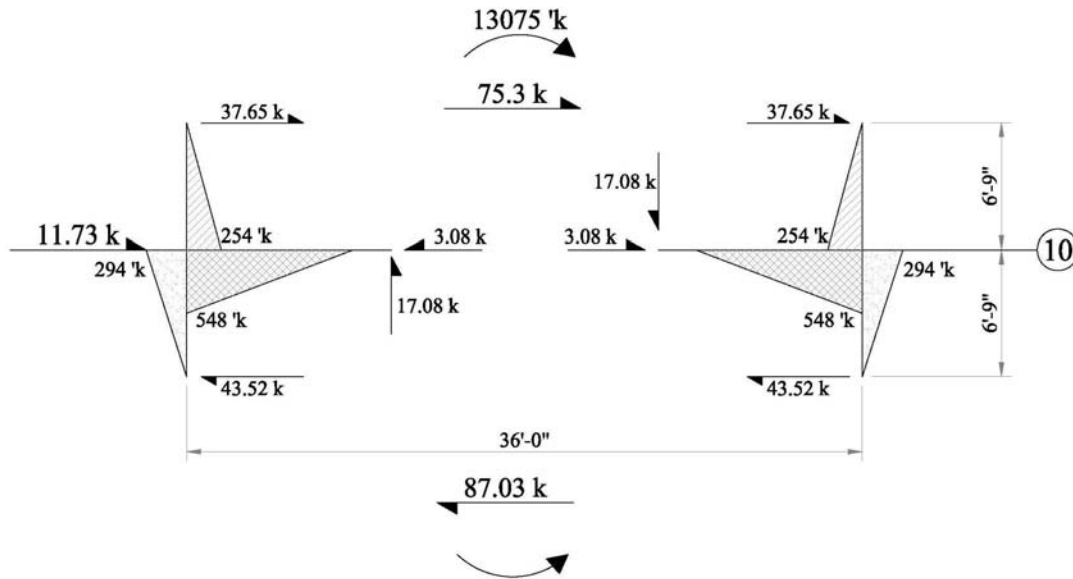 13075 'k
75.3 k
37.65 k
37.65 k
17.08 k
6'-9"
11.73 k
254 'k
3.08 k
3.08 k
254 'k
10
294 'k
294 'k
17.08 k
548 'k
548 'k
6'-9"
43.52 k
43.52 k
36'-0"
87.03 k